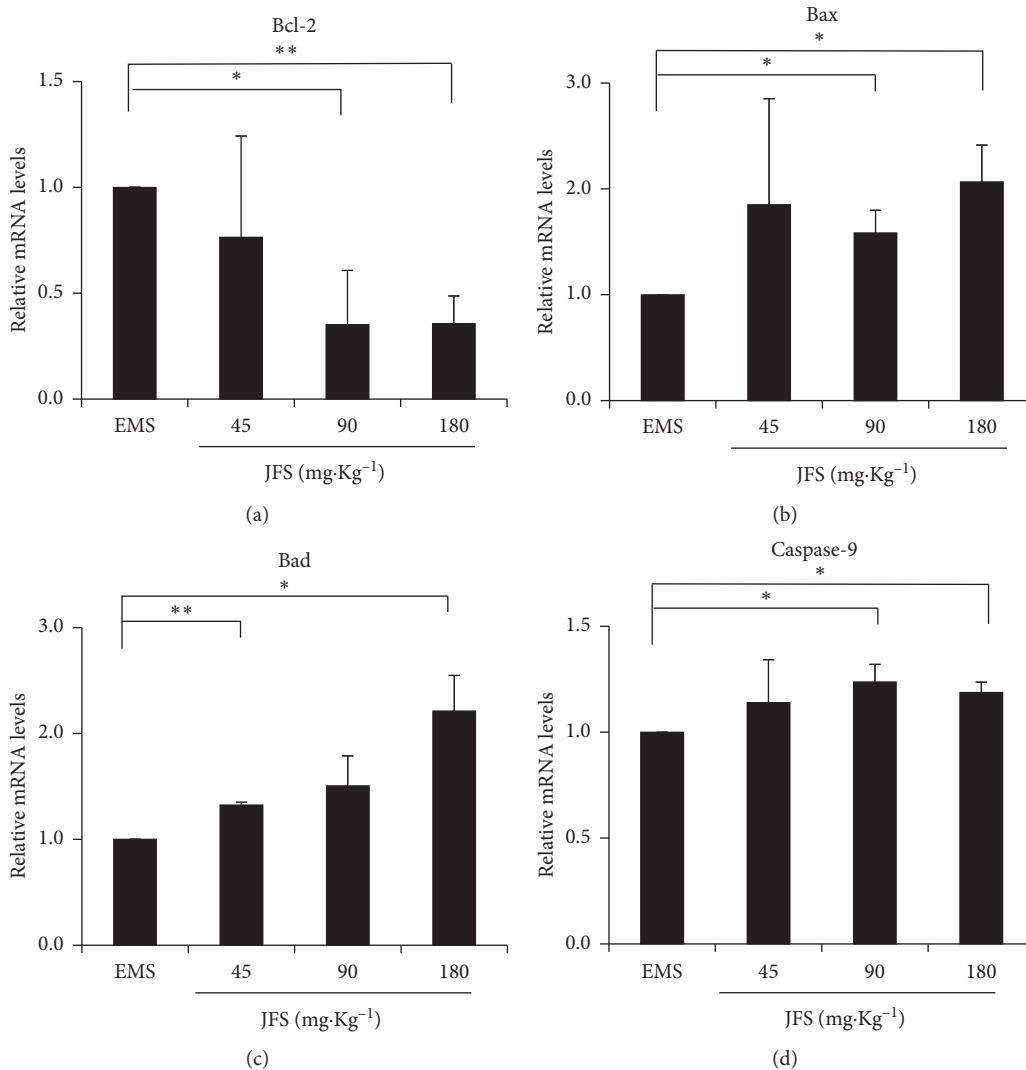 Bcl-2
**
*
1.5
1.0
0.5
0.0
Relative mRNA levels
EMS 45 90 180
JFS (mg·Kg⁻¹)
(a)
Bax
*
*
3.0
2.0
1.0
0.0
Relative mRNA levels
EMS 45 90 180
JFS (mg·Kg⁻¹)
(b)
Bad
*
**
3.0
2.0
1.0
0.0
Relative mRNA levels
EMS 45 90 180
JFS (mg·Kg⁻¹)
(c)
Caspase-9
*
*
1.5
1.0
0.5
0.0
Relative mRNA levels
EMS 45 90 180
JFS (mg·Kg⁻¹)
(d)